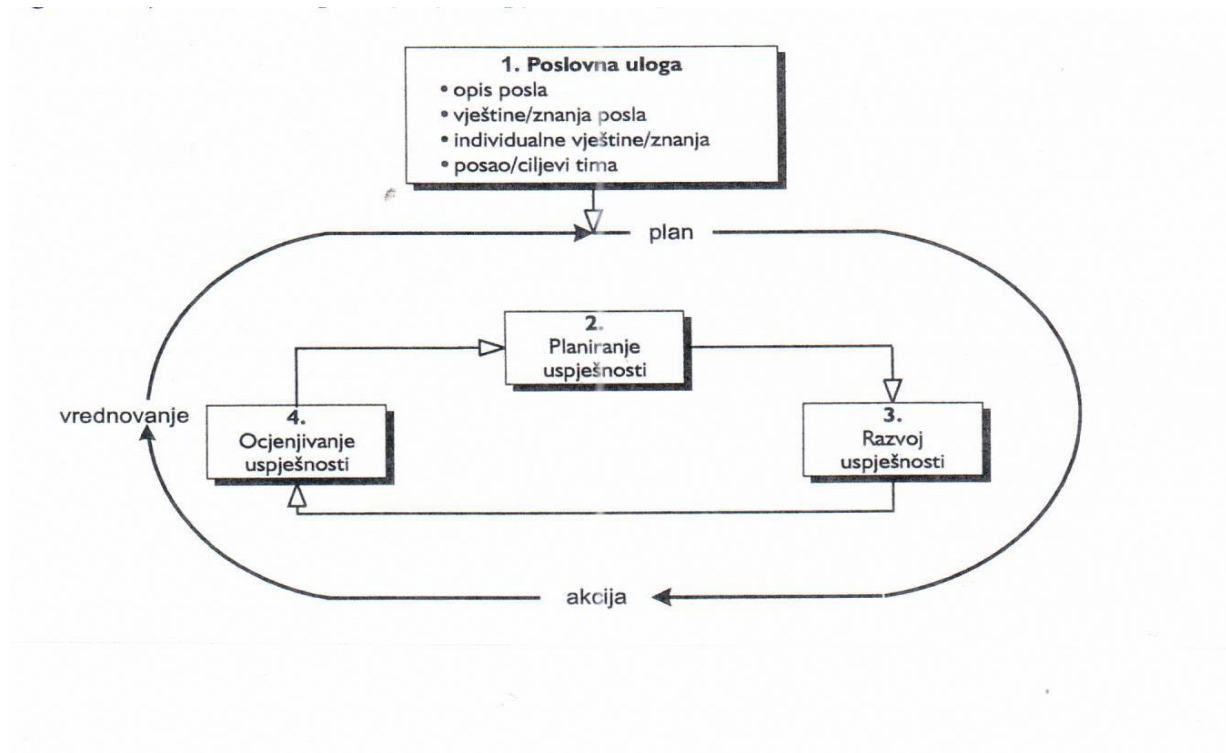 1. Poslovna uloga
• opis posla
• vještine/znanja posla
• individualne vještine/znanja
• posao/ciljevi tima
plan
2.
Planiranje
uspješnosti
vrednovanje
4.
Ocjenjivanje
uspješnosti
3.
Razvoj
uspješnosti
akcija